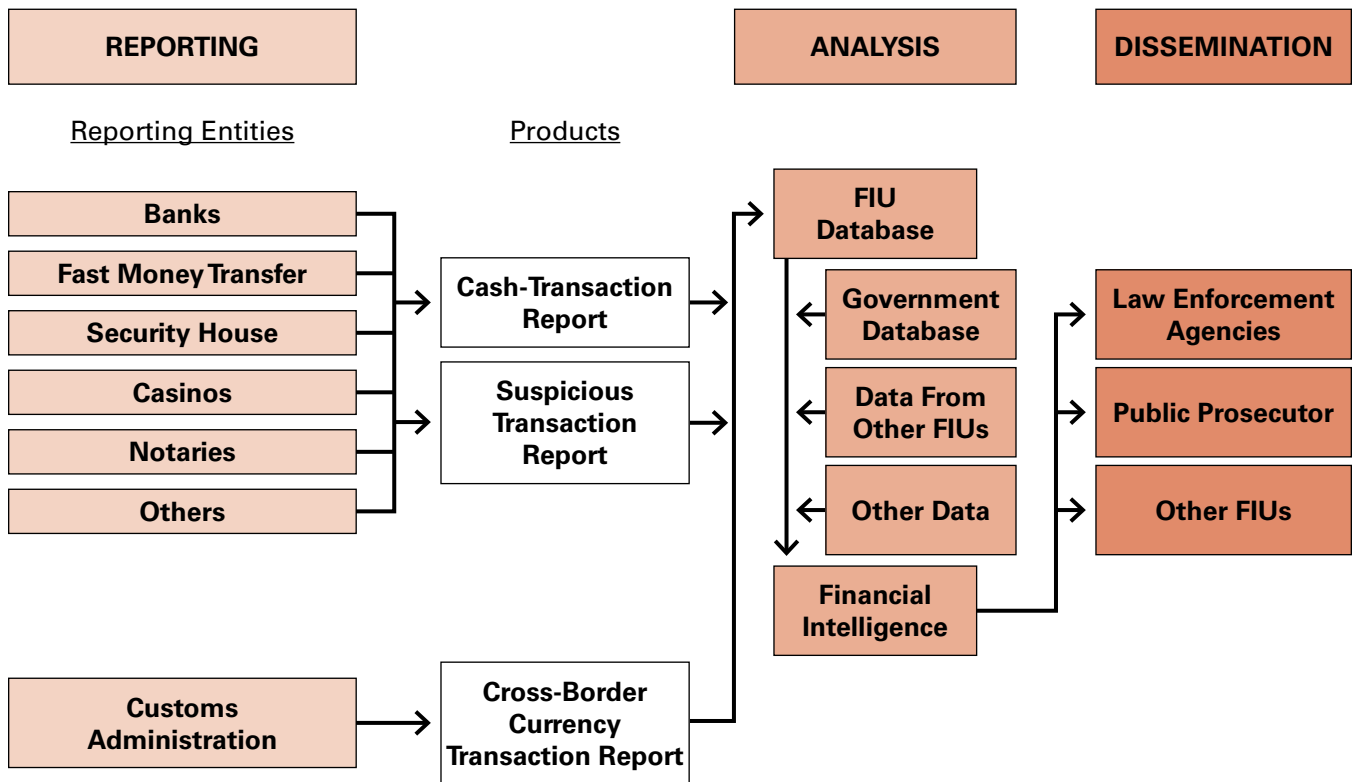 REPORTING
ANALYSIS
DISSEMINATION
Reporting Entities
Products
Banks
Fast Money Transfer
Security House
Casinos
Notaries
Others
Customs
Administration
Cash-Transaction
Report
Suspicious
Transaction
Report
Cross-Border
Currency
Transaction Report
FIU
Database
Government
Database
Data From
Other FIUs
Other Data
Financial
Intelligence
Law Enforcement
Agencies
Public Prosecutor
Other FIUs